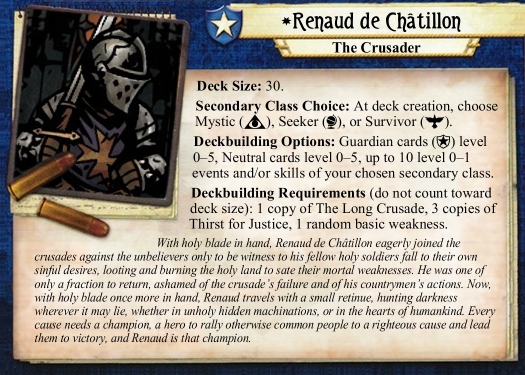 *Renaud de Châtillon
The Crusader
Deck Size: 30.
Secondary Class Choice: At deck creation, choose
Mystic (), Seeker (), or Survivor ().
Deckbuilding Options: Guardian cards () level
0–5, Neutral cards level 0–5, up to 10 level 0–1
events and/or skills of your chosen secondary class.
Deckbuilding Requirements (do not count toward
deck size): 1 copy of The Long Crusade, 3 copies of
Thirst for Justice, 1 random basic weakness.
With holy blade in hand, Renaud de Châtillon eagerly joined the
crusades against the unbelievers only to be witness to his fellow holy soldiers fall to their own
sinful desires, looting and burning the holy land to sate their mortal weaknesses. He was one of
only a fraction to return, ashamed of the crusade's failure and of his countrymen's actions. Now,
with holy blade once more in hand, Renaud travels with a small retinue, hunting darkness
wherever it may lie, whether in unholy hidden machinations, or in the hearts of humankind. Every
cause needs a champion, a hero to rally otherwise common people to a righteous cause and lead
them to victory, and Renaud is that champion.